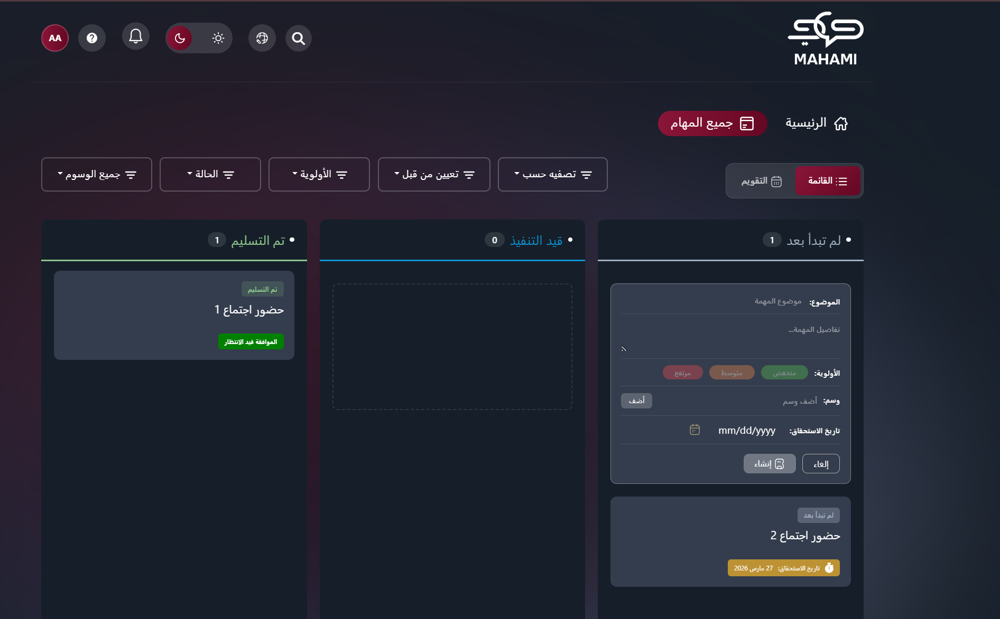 مهامي
MAHAMI
AA
الرئيسية
جميع المهام
القائمة
التقويم
تصفيه حسب
تعيين من قبل
الأولوية
الحالة
جميع الوسوم
لم تبدأ بعد 1
الموضوع: موضوع المهمة
تفاصيل المهمة...
الأولوية: منخفض متوسط مرتفع
وسم: أضف وسم أضف
تاريخ الاستحقاق: mm/dd/yyyy
إلغاء إنشاء
لم تبدأ بعد
حضور اجتماع 2
تاريخ الاستحقاق: 27 مارس 2026
قيد التنفيذ 0
تم التسليم 1
تم التسليم
حضور اجتماع 1
الموافقة قيد الانتظار